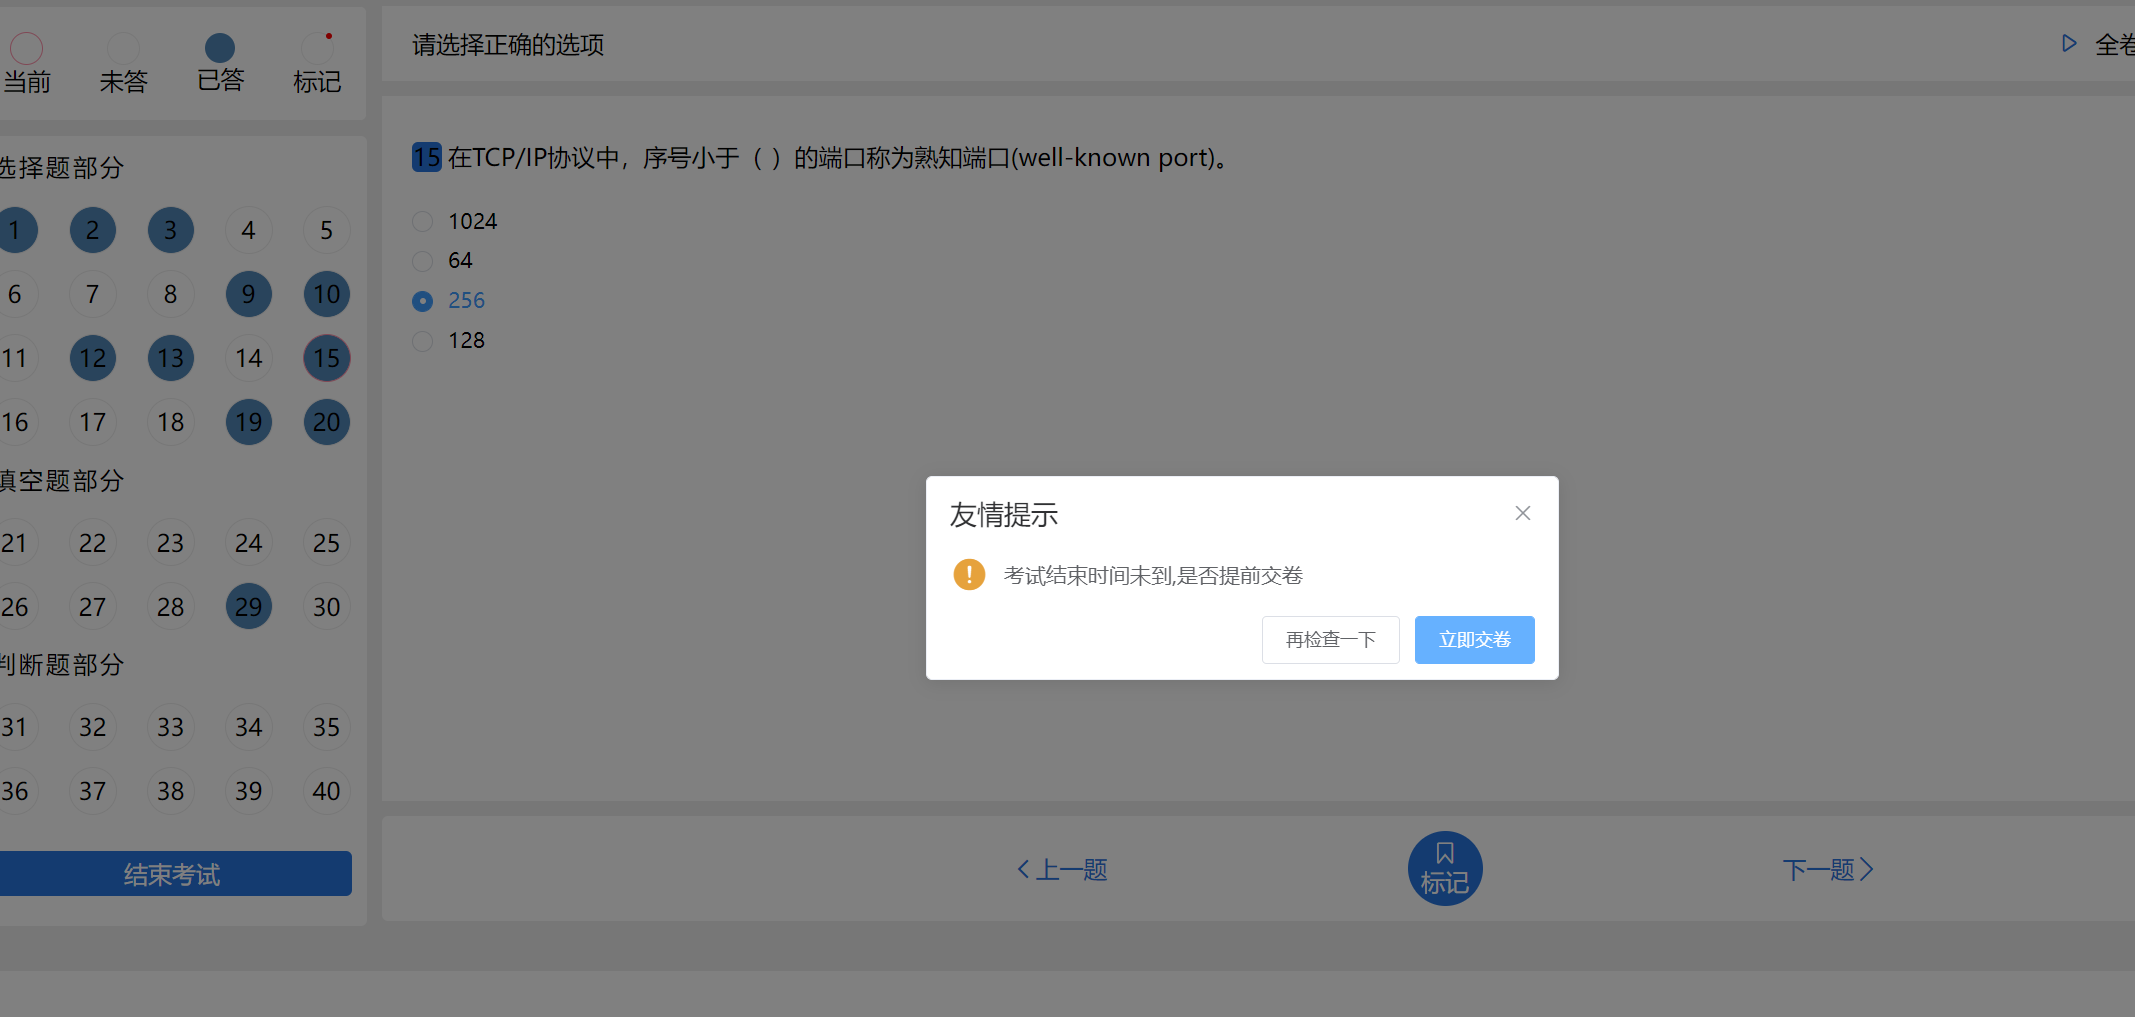 当前 未答 已答 标记
选择题部分
1 2 3 4 5
6 7 8 9 10
11 12 13 14 15
16 17 18 19 20
填空题部分
21 22 23 24 25
26 27 28 29 30
判断题部分
31 32 33 34 35
36 37 38 39 40
结束考试
请选择正确的选项
全卷
15 在TCP/IP协议中，序号小于（ ）的端口称为熟知端口(well-known port)。
1024
64
256
128
友情提示
考试结束时间未到,是否提前交卷
再检查一下 立即交卷
上一题 标记 下一题